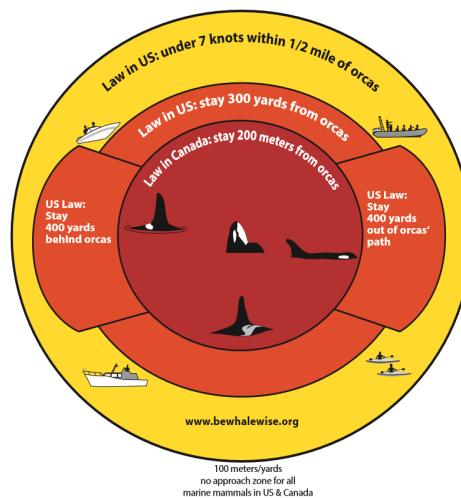 Law in US: under 7 knots within 1/2 mile of orcas
Law in US: stay 300 yards from orcas
Law in Canada: stay 200 meters from orcas
US Law:
Stay
400 yards
behind orcas
US Law:
Stay
400 yards
out of orcas'
path
www.bewhalewise.org
100 meters/yards
no approach zone for all
marine mammals in US & Canada